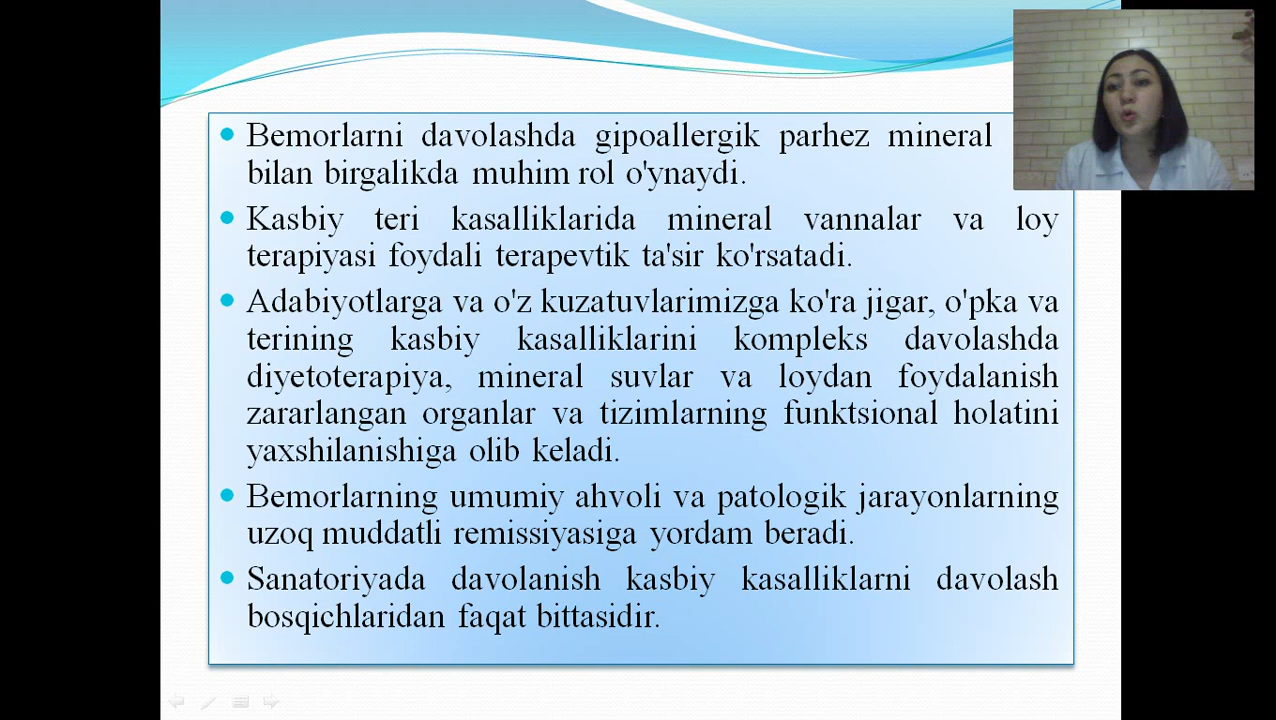 Bemorlarni davolashda gipoallergik parhez mineral
bilan birgalikda muhim rol o'ynaydi.
Kasbiy teri kasalliklarida mineral vannalar va loy
terapiyasi foydali terapevtik ta'sir ko'rsatadi.
Adabiyotlarga va o'z kuzatuvlarimizga ko'ra jigar, o'pka va
terining kasbiy kasalliklarini kompleks davolashda
diyetoterapiya, mineral suvlar va loydan foydalanish
zararlangan organlar va tizimlarning funktsional holatini
yaxshilanishiga olib keladi.
Bemorlarning umumiy ahvoli va patologik jarayonlarning
uzoq muddatli remissiyasiga yordam beradi.
Sanatoriyada davolanish kasbiy kasalliklarni davolash
bosqichlaridan faqat bittasidir.